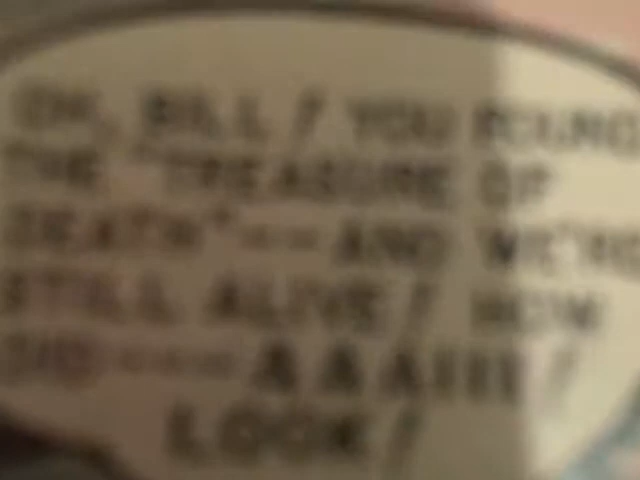 OH, BILL! YOU FOUND
THE "TREASURE OF
DEATH"--AND WE'RE
STILL ALIVE! HOW
DID----AAAHH!
LOOK!